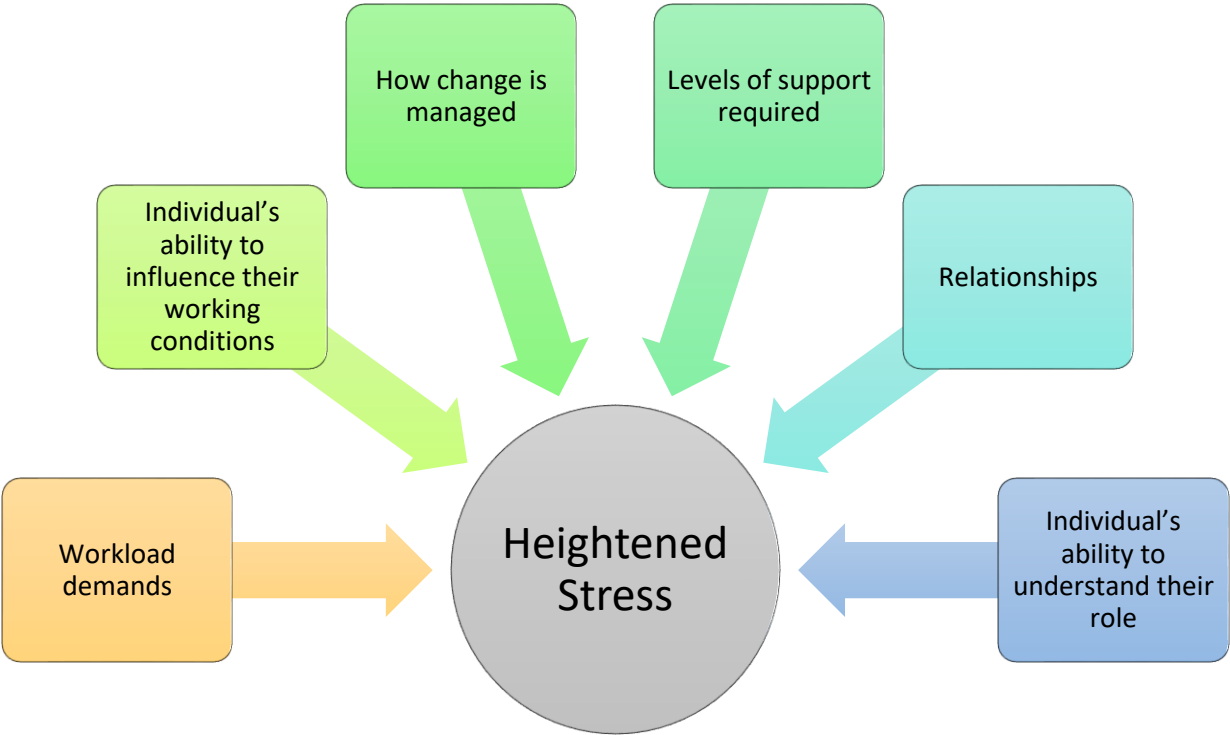 How change is
managed
Levels of support
required
Individual’s
ability to
influence their
working
conditions
Relationships
Workload
demands
Heightened
Stress
Individual’s
ability to
understand their
role